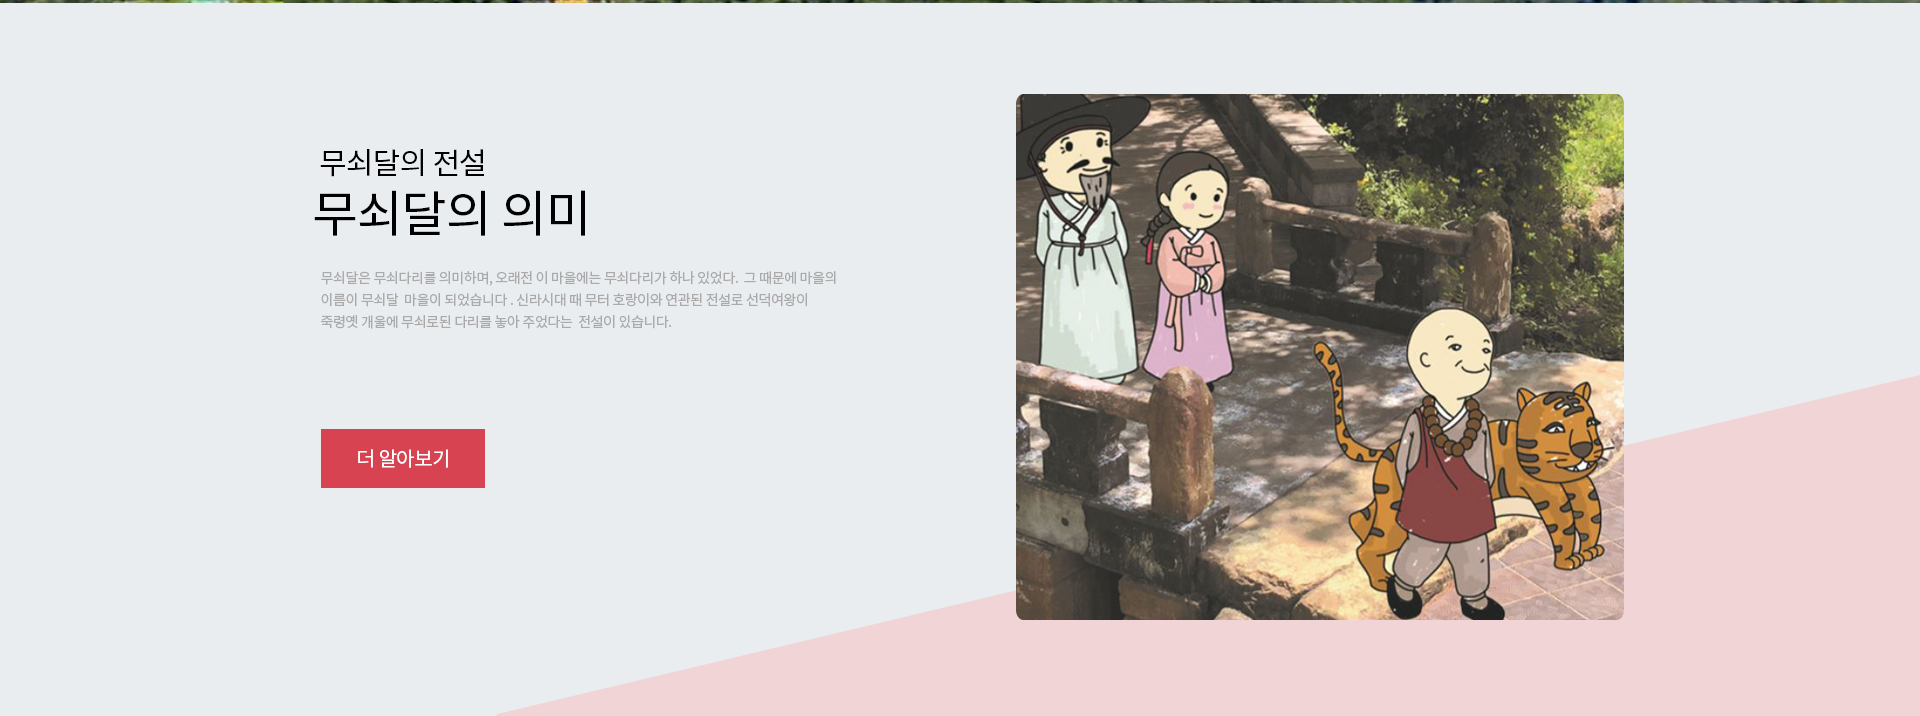 무쇠달의 전설
무쇠달의 의미
무쇠달은 무쇠다리를 의미하며, 오래전 이 마을에는 무쇠다리가 하나 있었다. 그 때문에 마을의
이름이 무쇠달 마을이 되었습니다 . 신라시대 때 무터 호랑이와 연관된 전설로 선덕여왕이
죽령옛 개울에 무쇠로된 다리를 놓아 주었다는 전설이 있습니다.
더 알아보기